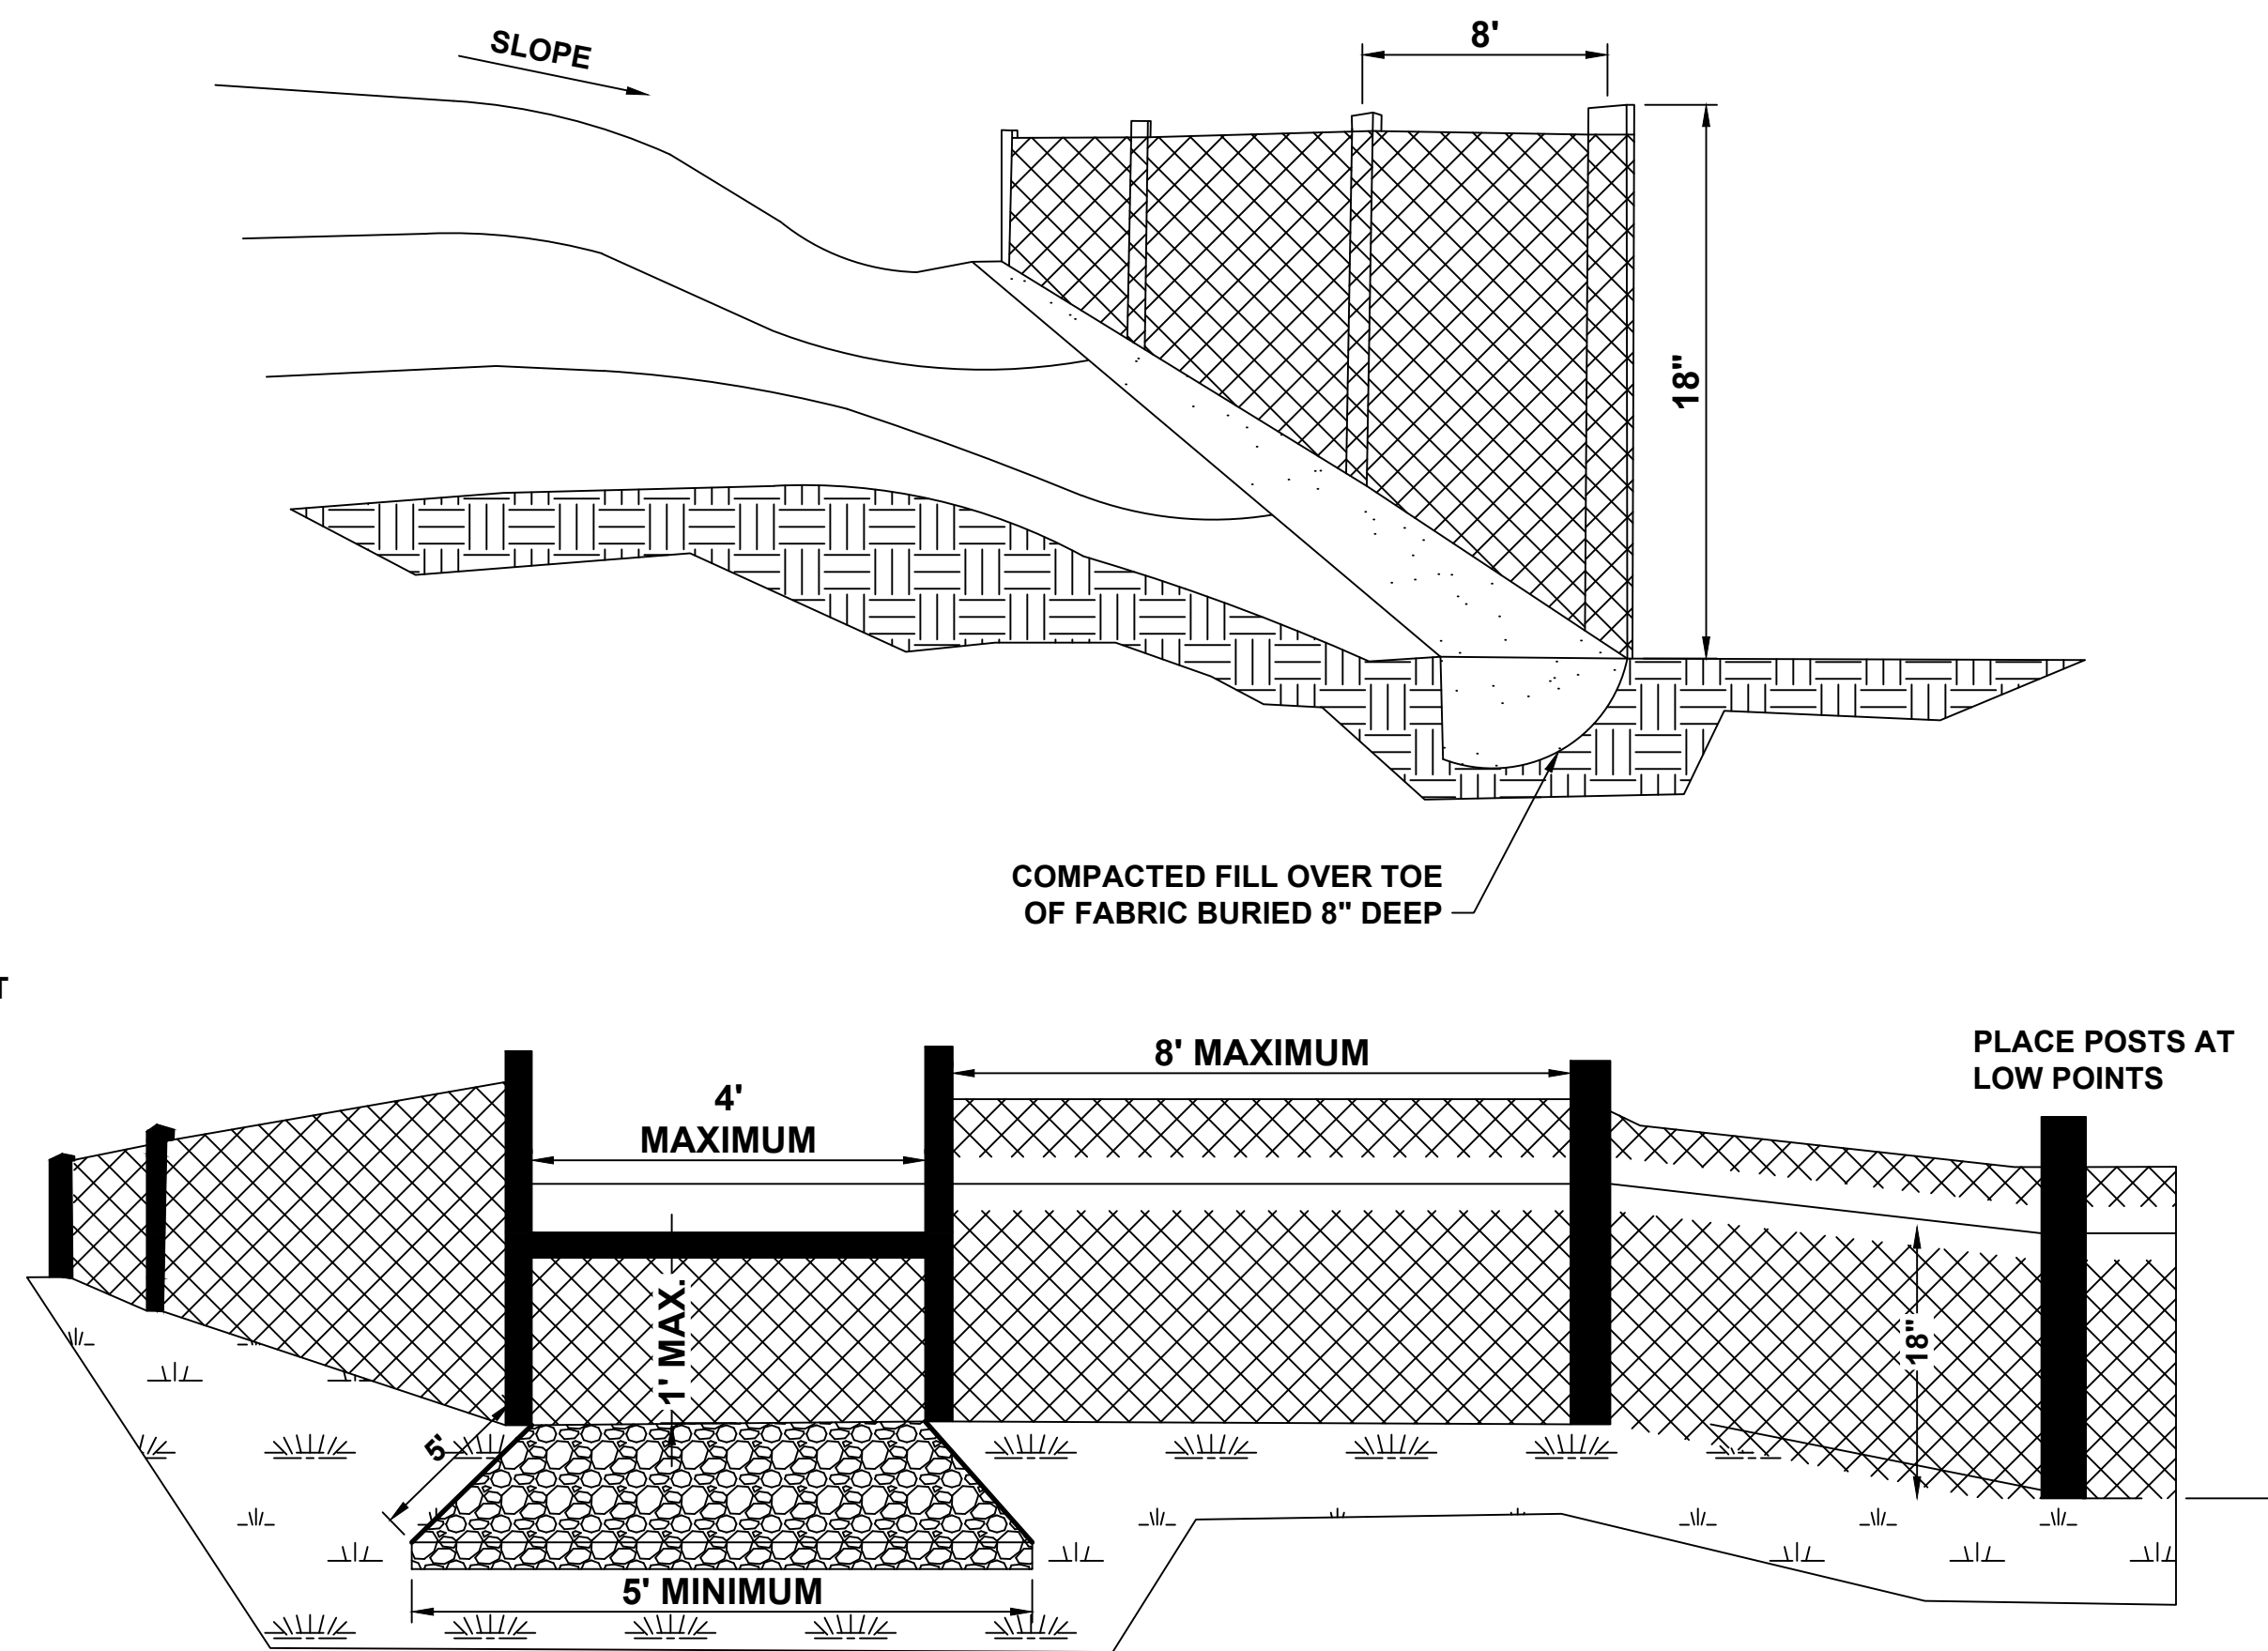 SLOPE
8'
18"
COMPACTED FILL OVER TOE
OF FABRIC BURIED 8" DEEP
T
8' MAXIMUM
PLACE POSTS AT
LOW POINTS
4'
MAXIMUM
1' MAX.
18"
5'
5' MINIMUM